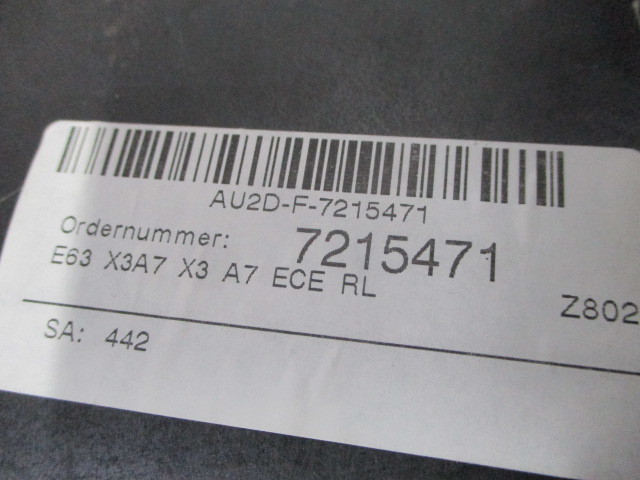 AU2D-F-7215471
Ordernummer: 7215471
E63 X3A7 X3 A7 ECE RL
Z802
SA: 442